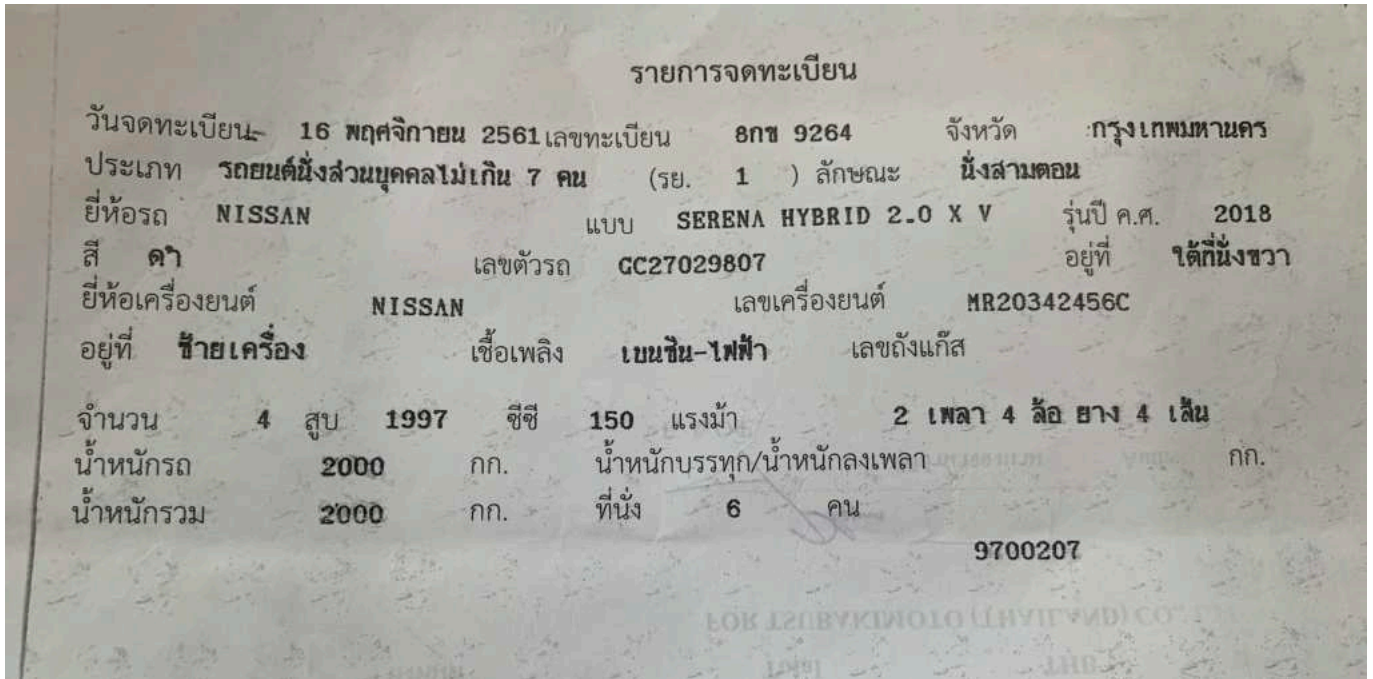 รายการจดทะเบียน
วันจดทะเบียน 16 พฤศจิกายน 2561 เลขทะเบียน 8กข 9264 จังหวัด กรุงเทพมหานคร
ประเภท รถยนต์นั่งส่วนบุคคลไม่เกิน 7 คน (รย. 1 ) ลักษณะ นั่งสามตอน
ยี่ห้อรถ NISSAN แบบ SERENA HYBRID 2.0 X V รุ่นปี ค.ศ. 2018
สี ดำ เลขตัวรถ GC27029807 อยู่ที่ ใต้ที่นั่งขวา
ยี่ห้อเครื่องยนต์ NISSAN เลขเครื่องยนต์ MR20342456C
อยู่ที่ ซ้ายเครื่อง เชื้อเพลิง เบนซิน-ไฟฟ้า เลขถังแก๊ส
จำนวน 4 สูบ 1997 ซีซี 150 แรงม้า 2 เพลา 4 ล้อ ยาง 4 เส้น
น้ำหนักรถ 2000 กก. น้ำหนักบรรทุก/น้ำหนักลงเพลา กก.
น้ำหนักรวม 2000 กก. ที่นั่ง 6 คน
9700207
FOR TSUBAKIMOTO (THAILAND) CO.